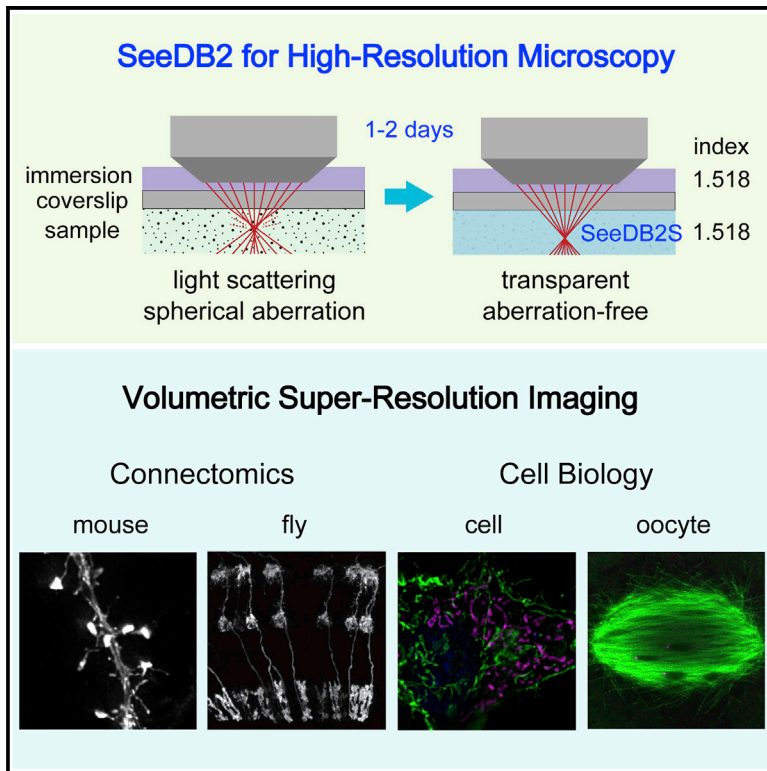 SeeDB2 for High-Resolution Microscopy
1-2 days
index
immersion
1.518
coverslip
sample
SeeDB2S
1.518
light scattering
spherical aberration
transparent
aberration-free
Volumetric Super-Resolution Imaging
Connectomics
Cell Biology
mouse
fly
cell
oocyte